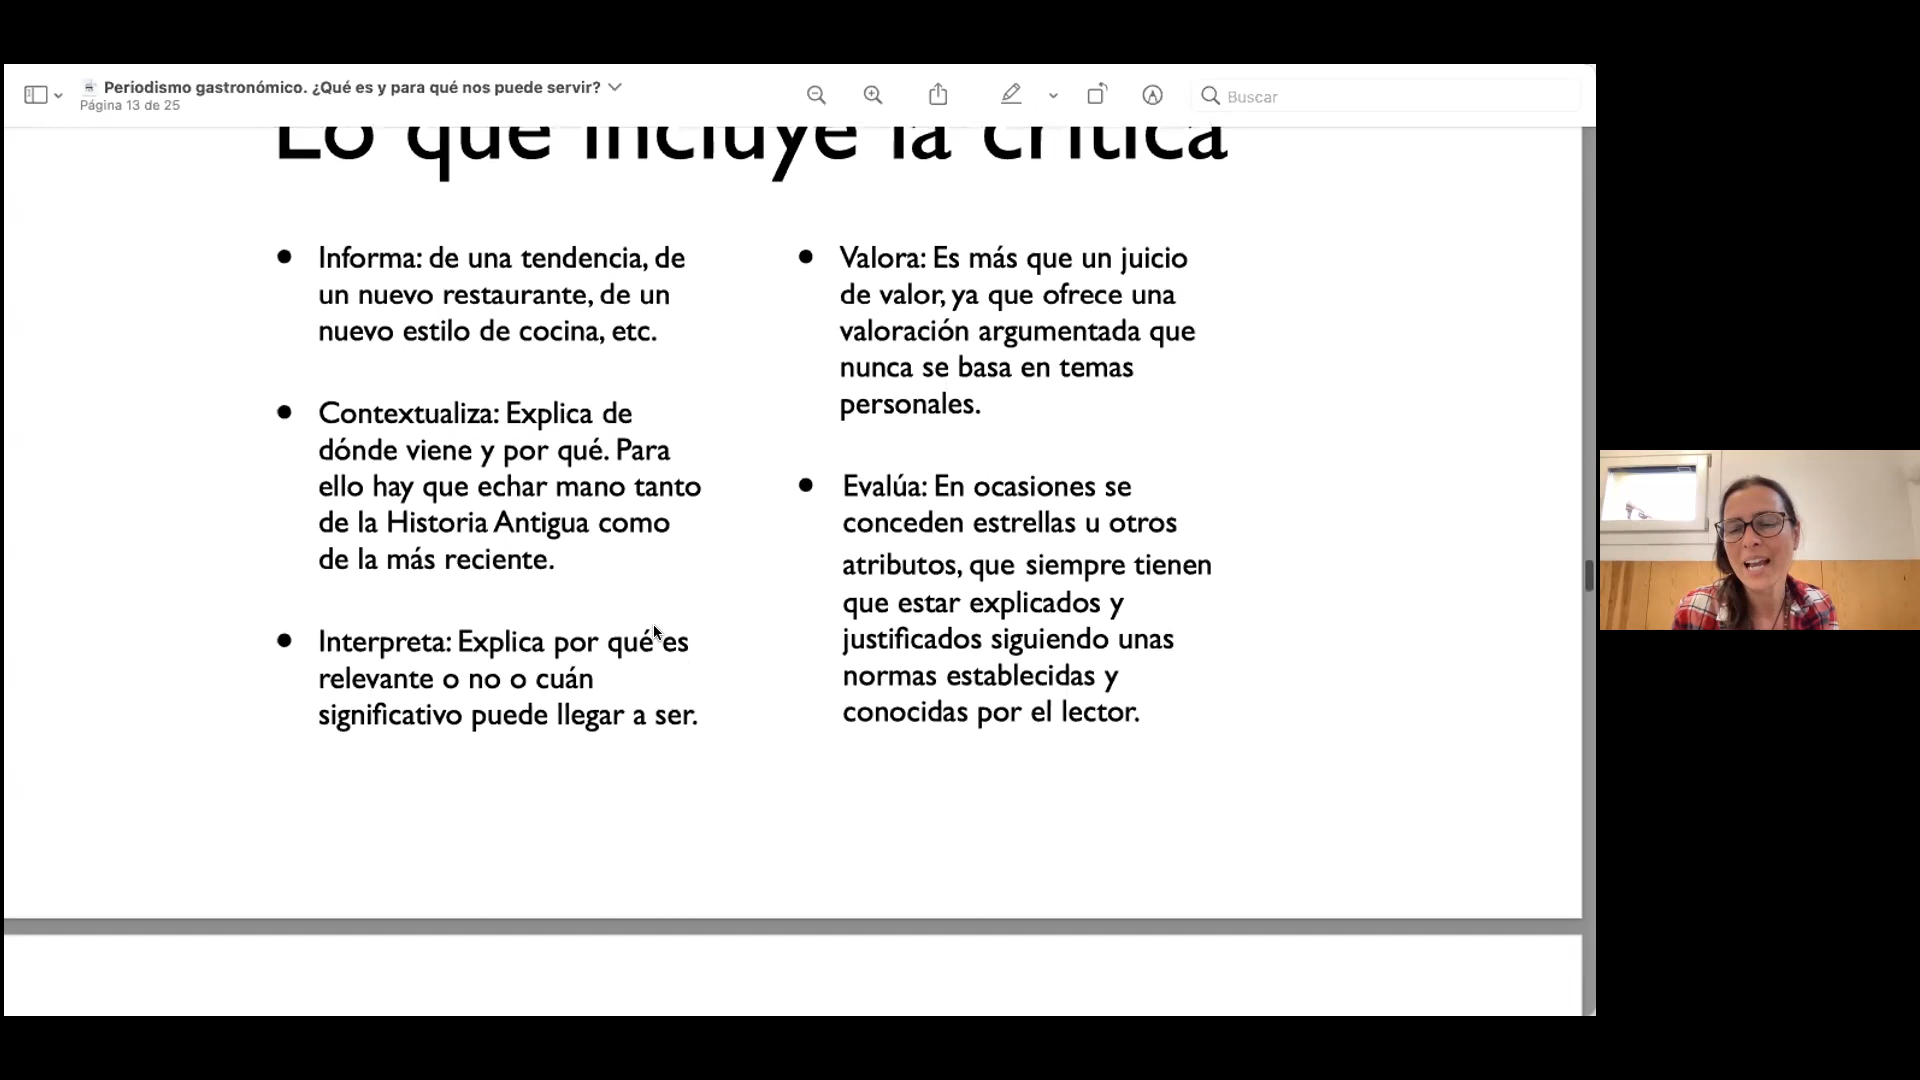 Periodismo gastronómico. ¿Qué es y para qué nos puede servir?
Página 13 de 25
Buscar
Lo que incluye la crítica
Informa: de una tendencia, de
un nuevo restaurante, de un
nuevo estilo de cocina, etc.
Contextualiza: Explica de
dónde viene y por qué. Para
ello hay que echar mano tanto
de la Historia Antigua como
de la más reciente.
Interpreta: Explica por qué es
relevante o no o cuán
significativo puede llegar a ser.
Valora: Es más que un juicio
de valor, ya que ofrece una
valoración argumentada que
nunca se basa en temas
personales.
Evalúa: En ocasiones se
conceden estrellas u otros
atributos, que siempre tienen
que estar explicados y
justificados siguiendo unas
normas establecidas y
conocidas por el lector.